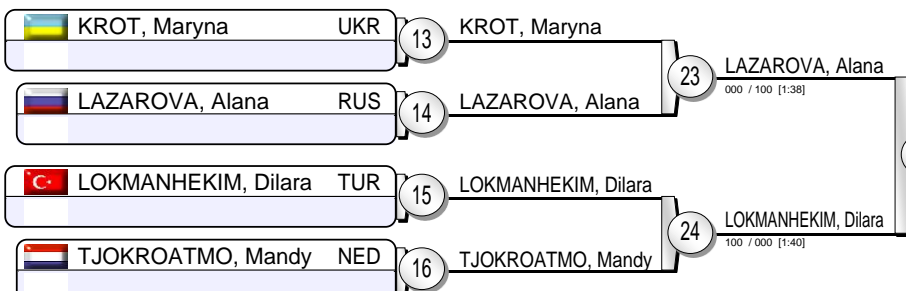 KROT, Maryna UKR
13
KROT, Maryna
23
LAZAROVA, Alana
000 / 100 [1:38]
LAZAROVA, Alana RUS
14
LAZAROVA, Alana
LOKMANHEKIM, Dilara TUR
15
LOKMANHEKIM, Dilara
24
LOKMANHEKIM, Dilara
100 / 000 [1:40]
TJOKROATMO, Mandy NED
16
TJOKROATMO, Mandy